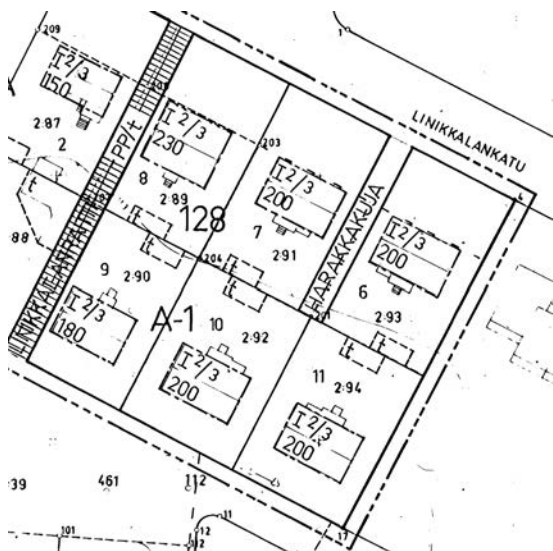 209
1
I 2/3
150
LINIKKALANKATU
PP/t
I 2/3
230
203
2:87
2
8
2:89
I 2/3
200
t
t
128
7
2:91
HARAKKAKUJA
I 2/3
200
88
204
9
2:90
t
t
6
2:93
I 2/3
180
A-1
10
2:92
t
t
I 2/3
200
11
2:94
I 2/3
200
39
461
112
11
12
17
101